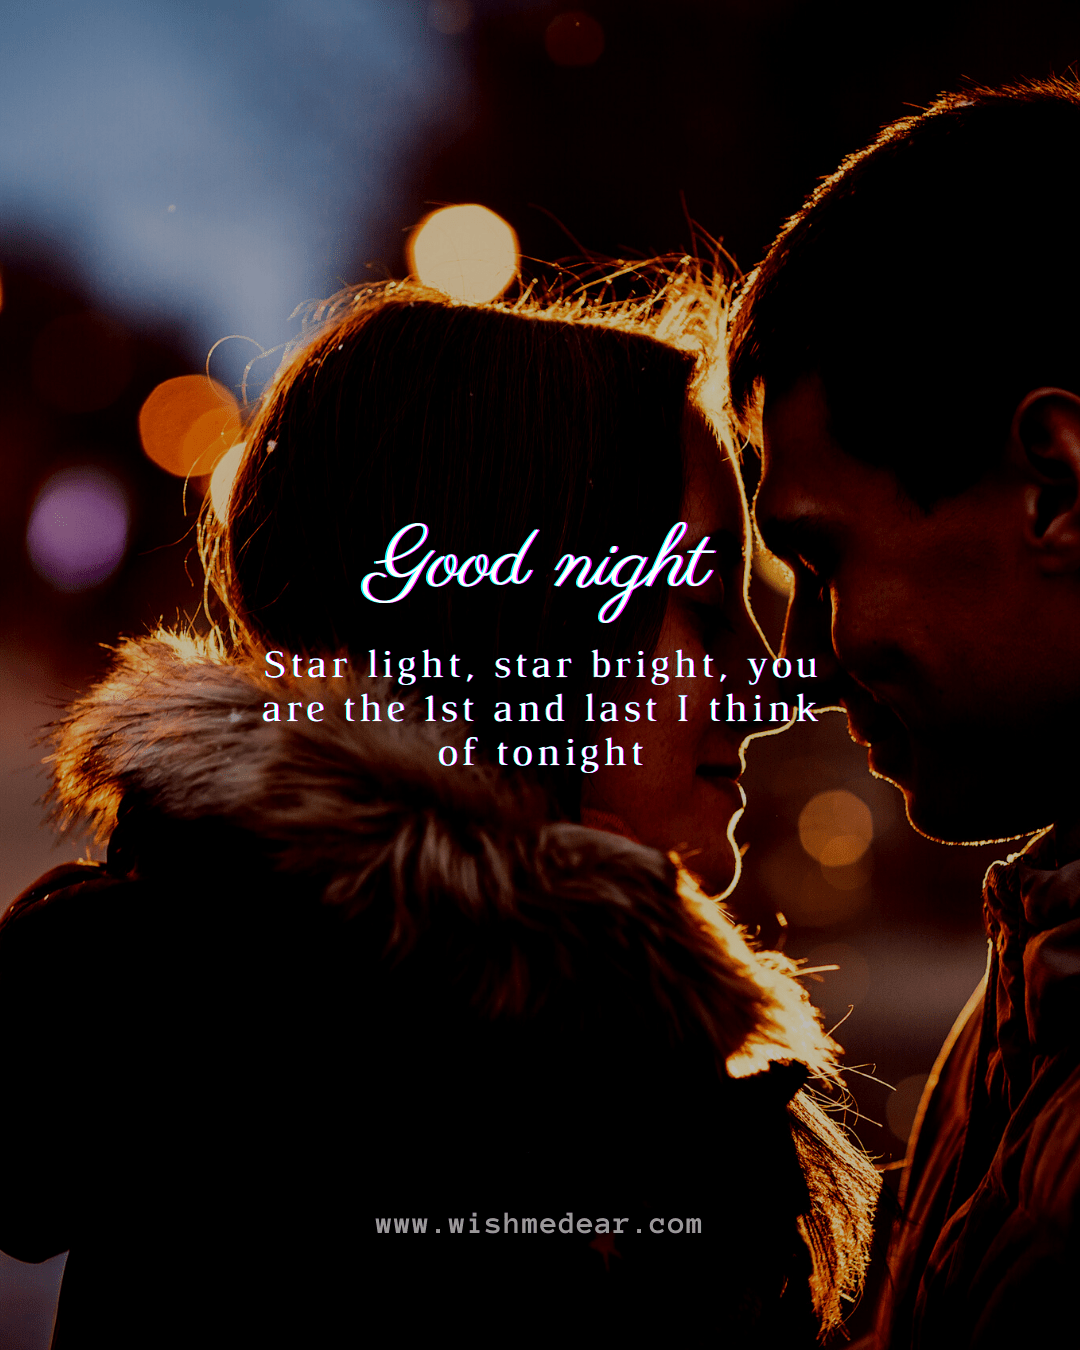 Good night
Star light, star bright, you
are the 1st and last I think
of tonight
www.wishmedear.com